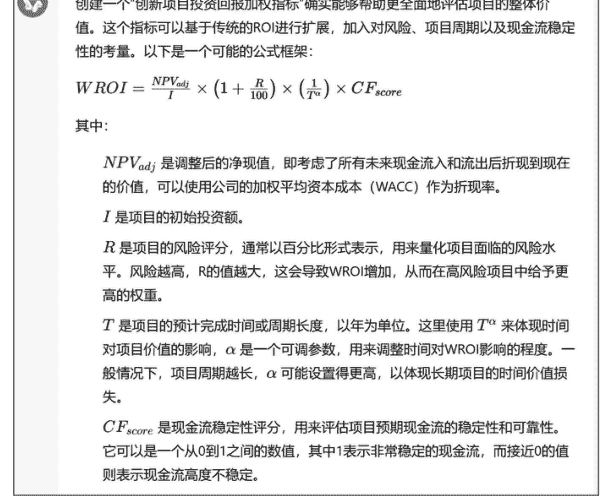 创建一个"创新项目投资回报加权指标"确实能够帮助更全面地评估项目的整体价
值。这个指标可以基于传统的ROI进行扩展，加入对风险、项目周期以及现金流稳定
性的考量。以下是一个可能的公式框架：
WROI = NPV_adj / I × (1 + R/100) × (1/T^α) × CF_score
其中：
NPV_adj 是调整后的净现值，即考虑了所有未来现金流入和流出后折现到现在
的价值，可以使用公司的加权平均资本成本（WACC）作为折现率。
I 是项目的初始投资额。
R 是项目的风险评分，通常以百分比形式表示，用来量化项目面临的风险水
平。风险越高，R的值越大，这会导致WROI增加，从而在高风险项目中给予更
高的权重。
T 是项目的预计完成时间或周期长度，以年为单位。这里使用 T^α 来体现时间
对项目价值的影响，α 是一个可调参数，用来调整时间对WROI影响的程度。一
般情况下，项目周期越长，α 可能设置得更高，以体现长期项目的时间价值损
失。
CF_score 是现金流稳定性评分，用来评估项目预期现金流的稳定性和可靠性。
它可以是一个从0到1之间的数值，其中1表示非常稳定的现金流，而接近0的值
则表示现金流高度不稳定。